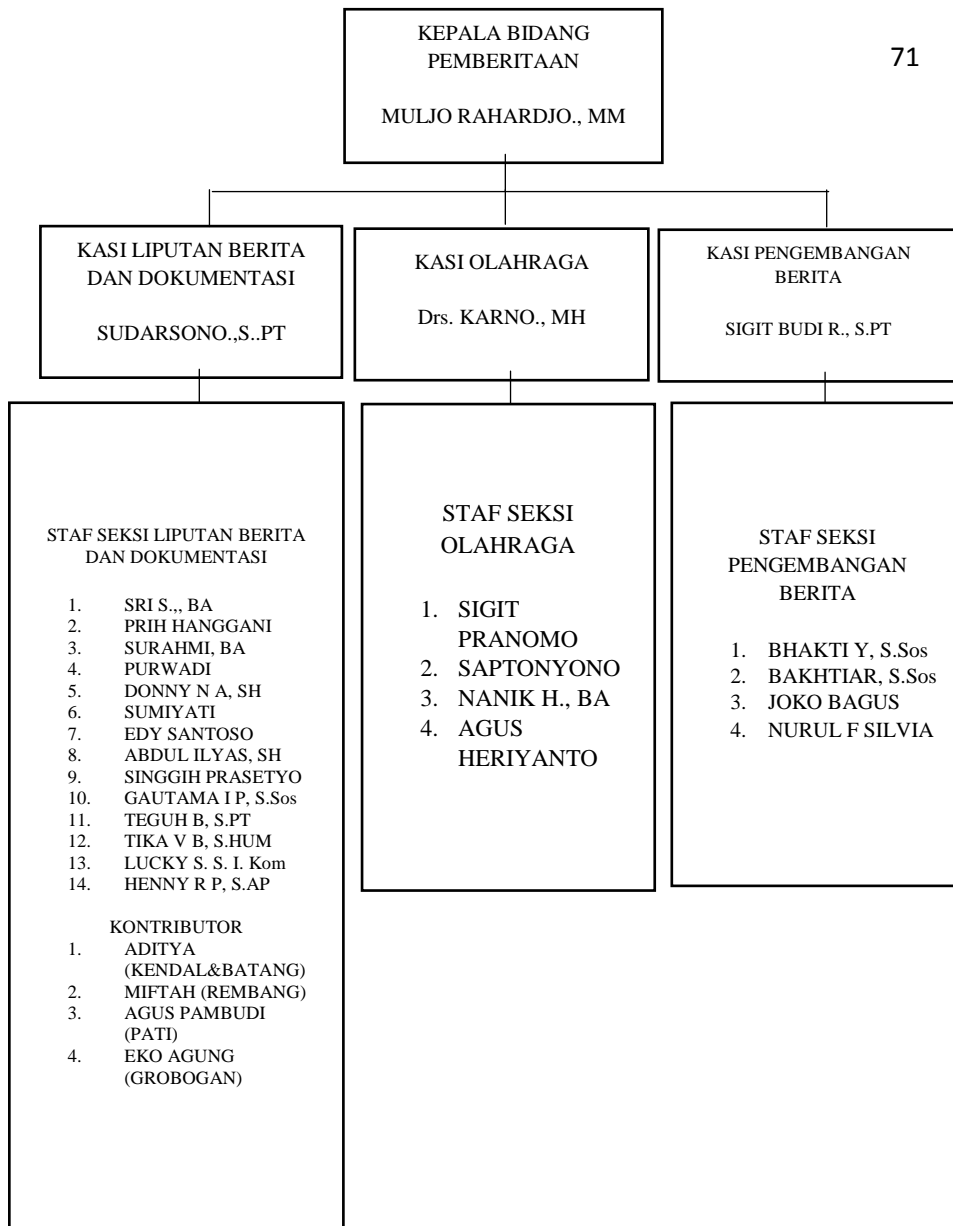 71
KEPALA BIDANG
PEMBERITAAN
MULJO RAHARDJO., MM
KASI LIPUTAN BERITA
DAN DOKUMENTASI
SUDARSONO.,S..PT
KASI OLAHRAGA
Drs. KARNO., MH
KASI PENGEMBANGAN
BERITA
SIGIT BUDI R., S.PT
STAF SEKSI LIPUTAN BERITA
DAN DOKUMENTASI
1. SRI S.,, BA
2. PRIH HANGGANI
3. SURAHMI, BA
4. PURWADI
5. DONNY N A, SH
6. SUMIYATI
7. EDY SANTOSO
8. ABDUL ILYAS, SH
9. SINGGIH PRASETYO
10. GAUTAMA I P, S.Sos
11. TEGUH B, S.PT
12. TIKA V B, S.HUM
13. LUCKY S. S. I. Kom
14. HENNY R P, S.AP
KONTRIBUTOR
1. ADITYA
(KENDAL&BATANG)
2. MIFTAH (REMBANG)
3. AGUS PAMBUDI
(PATI)
4. EKO AGUNG
(GROBOGAN)
STAF SEKSI
OLAHRAGA
1. SIGIT
PRANOMO
2. SAPTONYONO
3. NANIK H., BA
4. AGUS
HERIYANTO
STAF SEKSI
PENGEMBANGAN
BERITA
1. BHAKTI Y, S.Sos
2. BAKHTIAR, S.Sos
3. JOKO BAGUS
4. NURUL F SILVIA